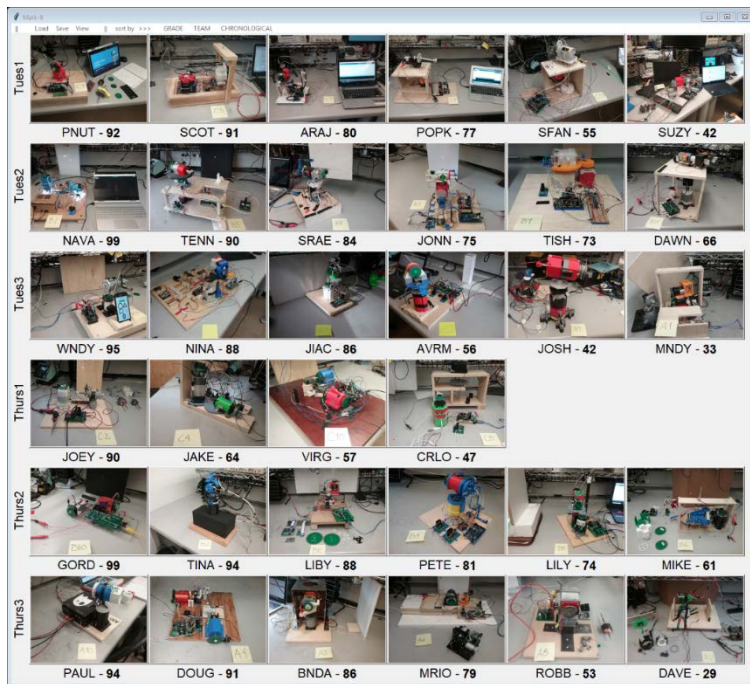 Mark-It
|| Load Save View || sort by >>> GRADE TEAM CHRONOLOGICAL
Tues1
PNUT - 92 SCOT - 91 ARAJ - 80 POPK - 77 SFAN - 55 SUZY - 42
Tues2
NAVA - 99 TENN - 90 SRAE - 84 JONN - 75 TISH - 73 DAWN - 66
Tues3
WNDY - 95 NINA - 88 JIAC - 86 AVRM - 56 JOSH - 42 MNDY - 33
Thurs1
JOEY - 90 JAKE - 64 VIRG - 57 CRLO - 47
Thurs2
GORD - 99 TINA - 94 LIBY - 88 PETE - 81 LILY - 74 MIKE - 61
Thurs3
PAUL - 94 DOUG - 91 BNDA - 86 MRIO - 79 ROBB - 53 DAVE - 29